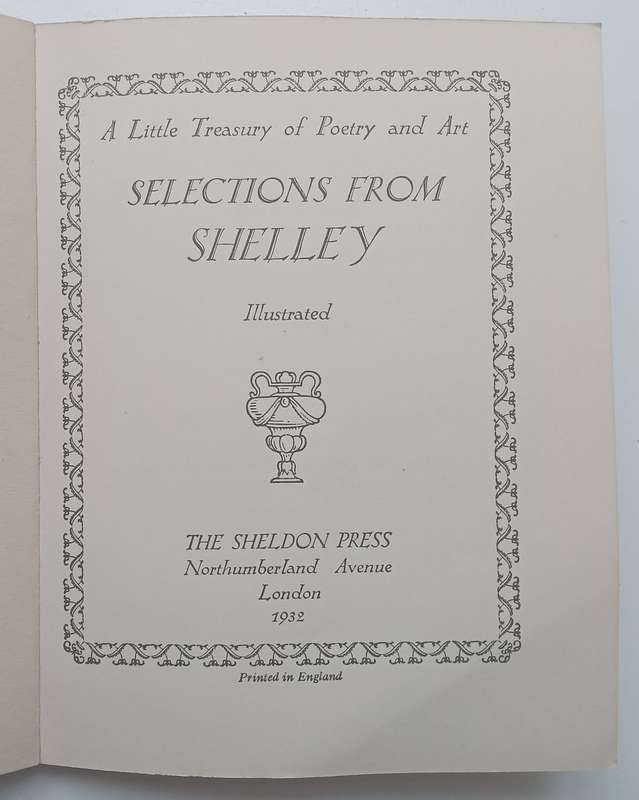 A Little Treasury of Poetry and Art
SELECTIONS FROM
SHELLEY
Illustrated
THE SHELDON PRESS
Northumberland Avenue
London
1932
Printed in England